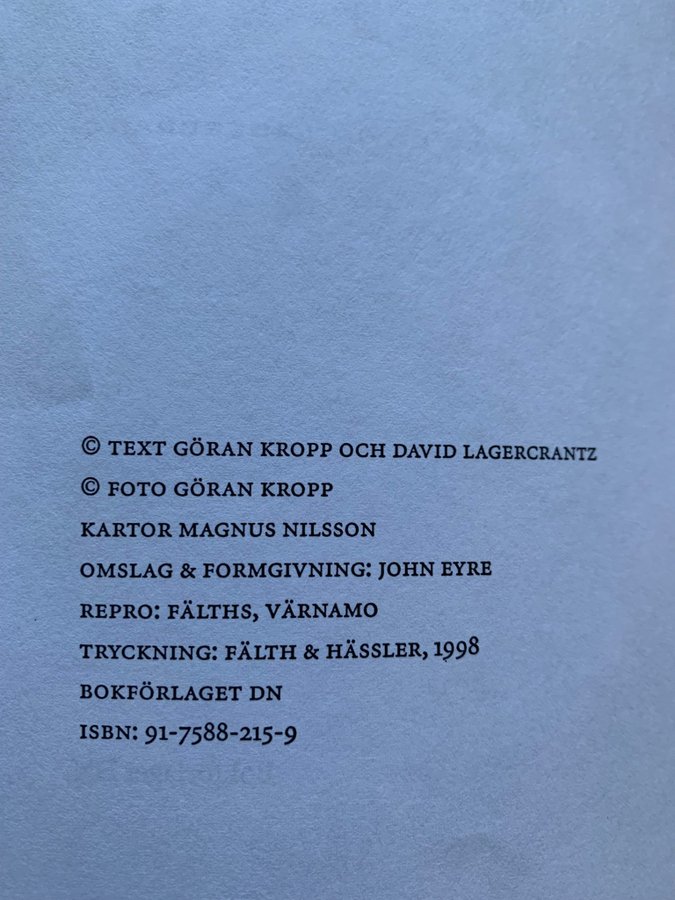 © TEXT GÖRAN KROPP OCH DAVID LAGERCRANTZ
© FOTO GÖRAN KROPP
KARTOR MAGNUS NILSSON
OMSLAG & FORMGIVNING: JOHN EYRE
REPRO: FÄLTHS, VÄRNAMO
TRYCKNING: FÄLTH & HÄSSLER, 1998
BOKFÖRLAGET DN
ISBN: 91-7588-215-9